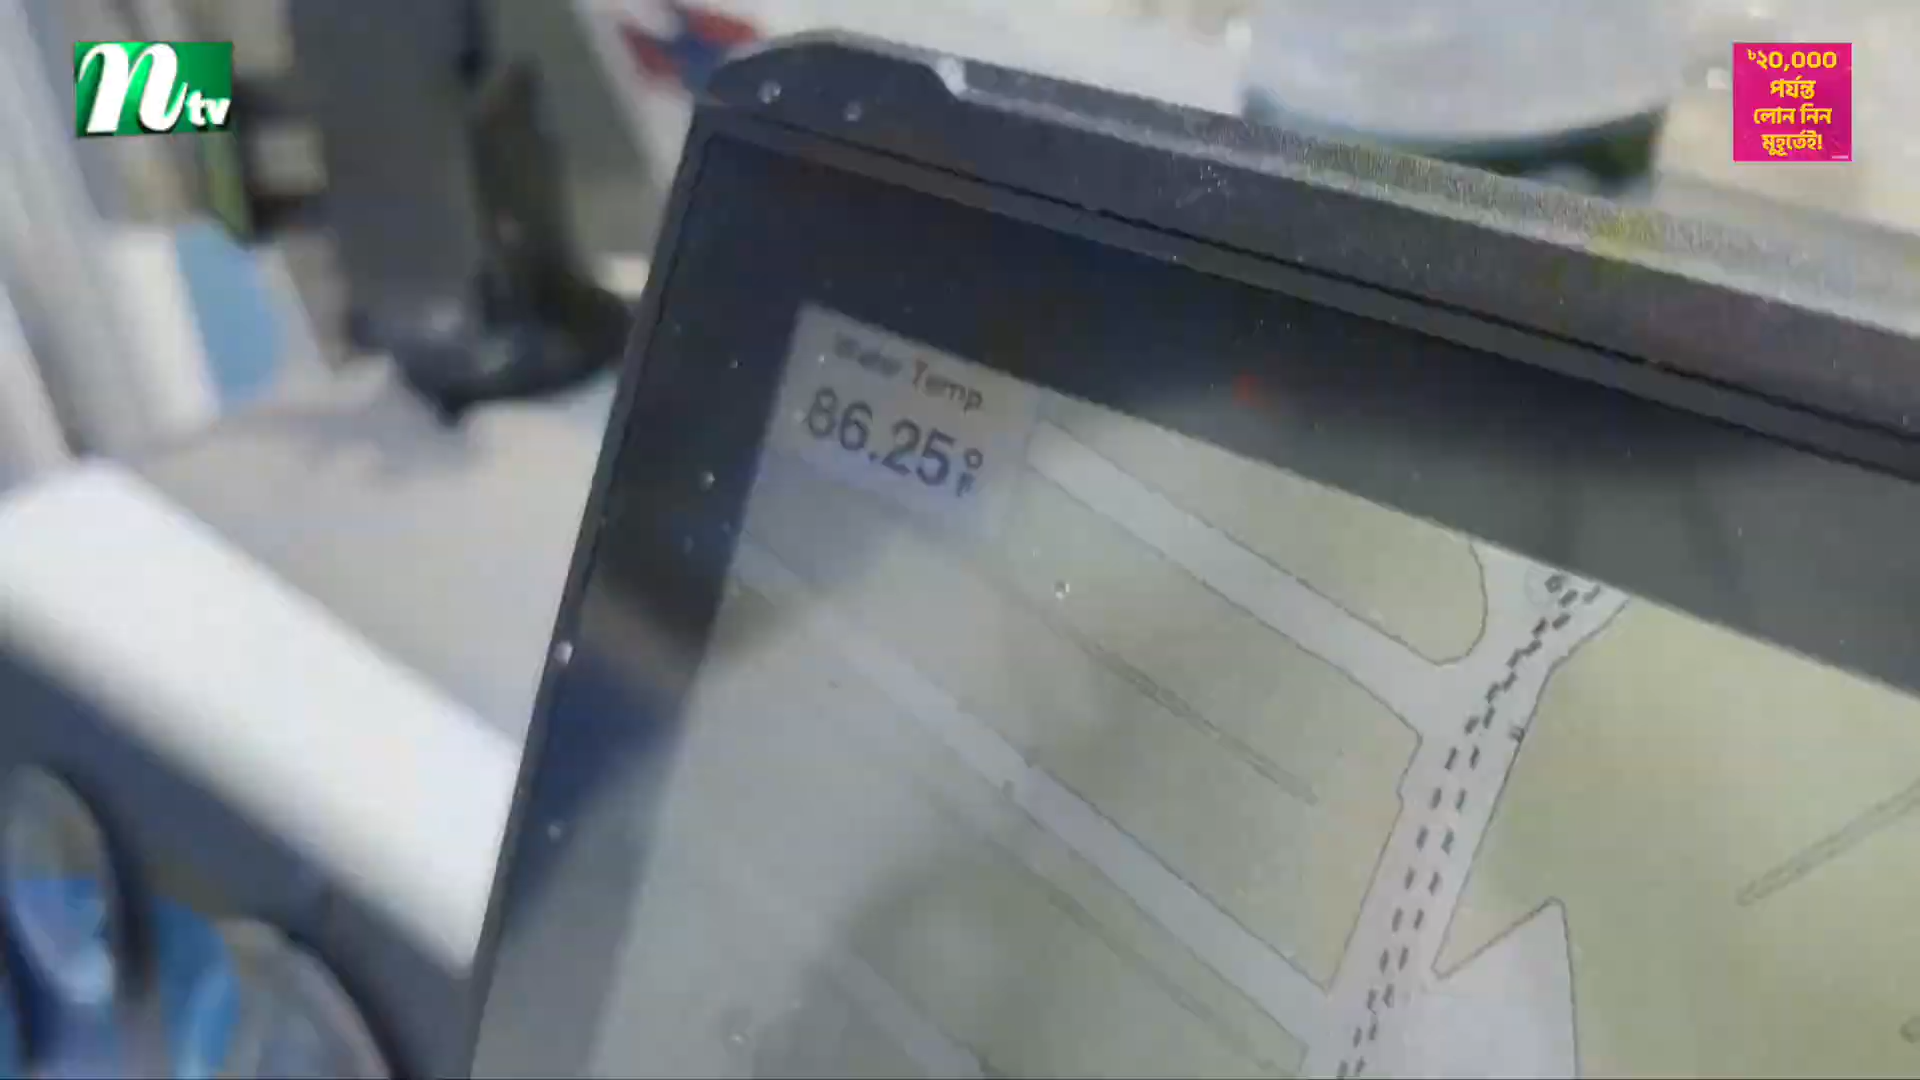 ntv
৳২০,০০০
পর্যন্ত
লোন নিন
মুহূর্তেই!
Water Temp
86.25°F